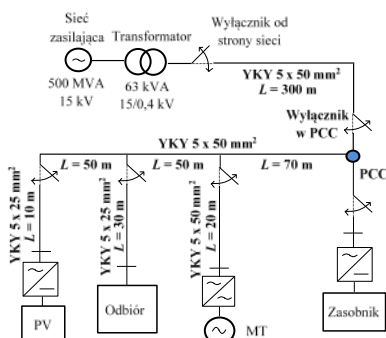 Sieć
zasilająca
Transformator
Wyłącznik od
strony sieci
500 MVA
15 kV
63 kVA
15/0,4 kV
YKY 5 x 50 mm²
L = 300 m
Wyłącznik
w PCC
YKY 5 x 50 mm²
L = 50 m
L = 50 m
L = 70 m
PCC
YKY 5 x 25 mm²
L = 10 m
YKY 5 x 25 mm²
L = 30 m
YKY 5 x 50 mm²
L = 20 m
PV
Odbiór
MT
Zasobnik